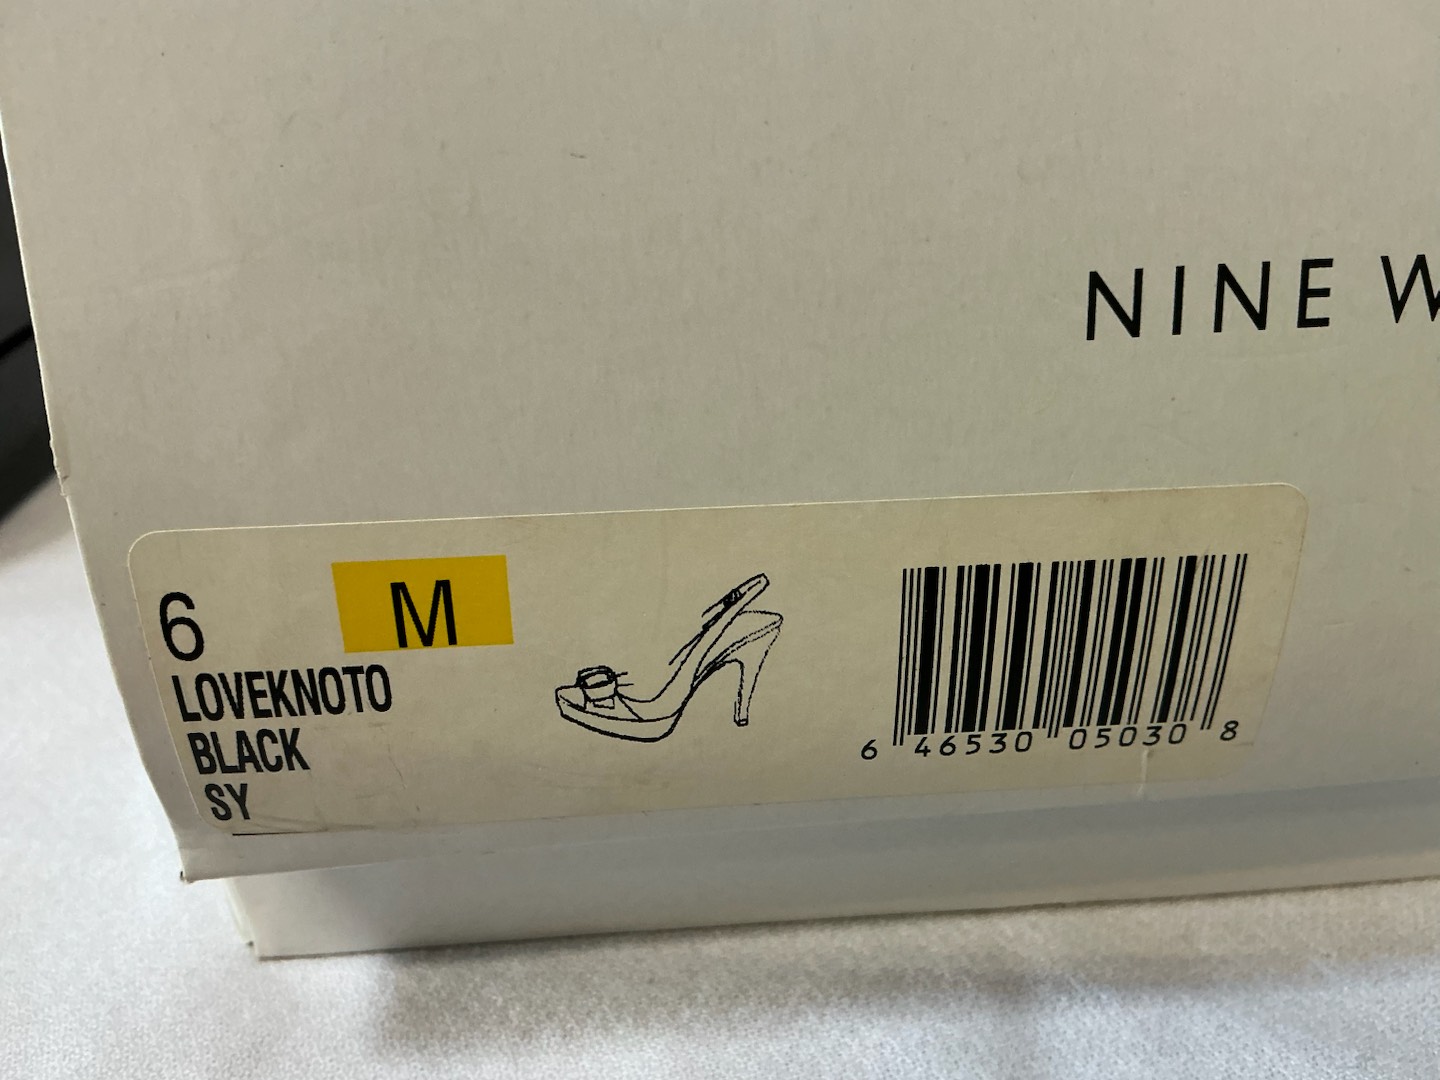 NINE W
6 M
LOVEKNOTO
BLACK
SY
6 46530 05030 8